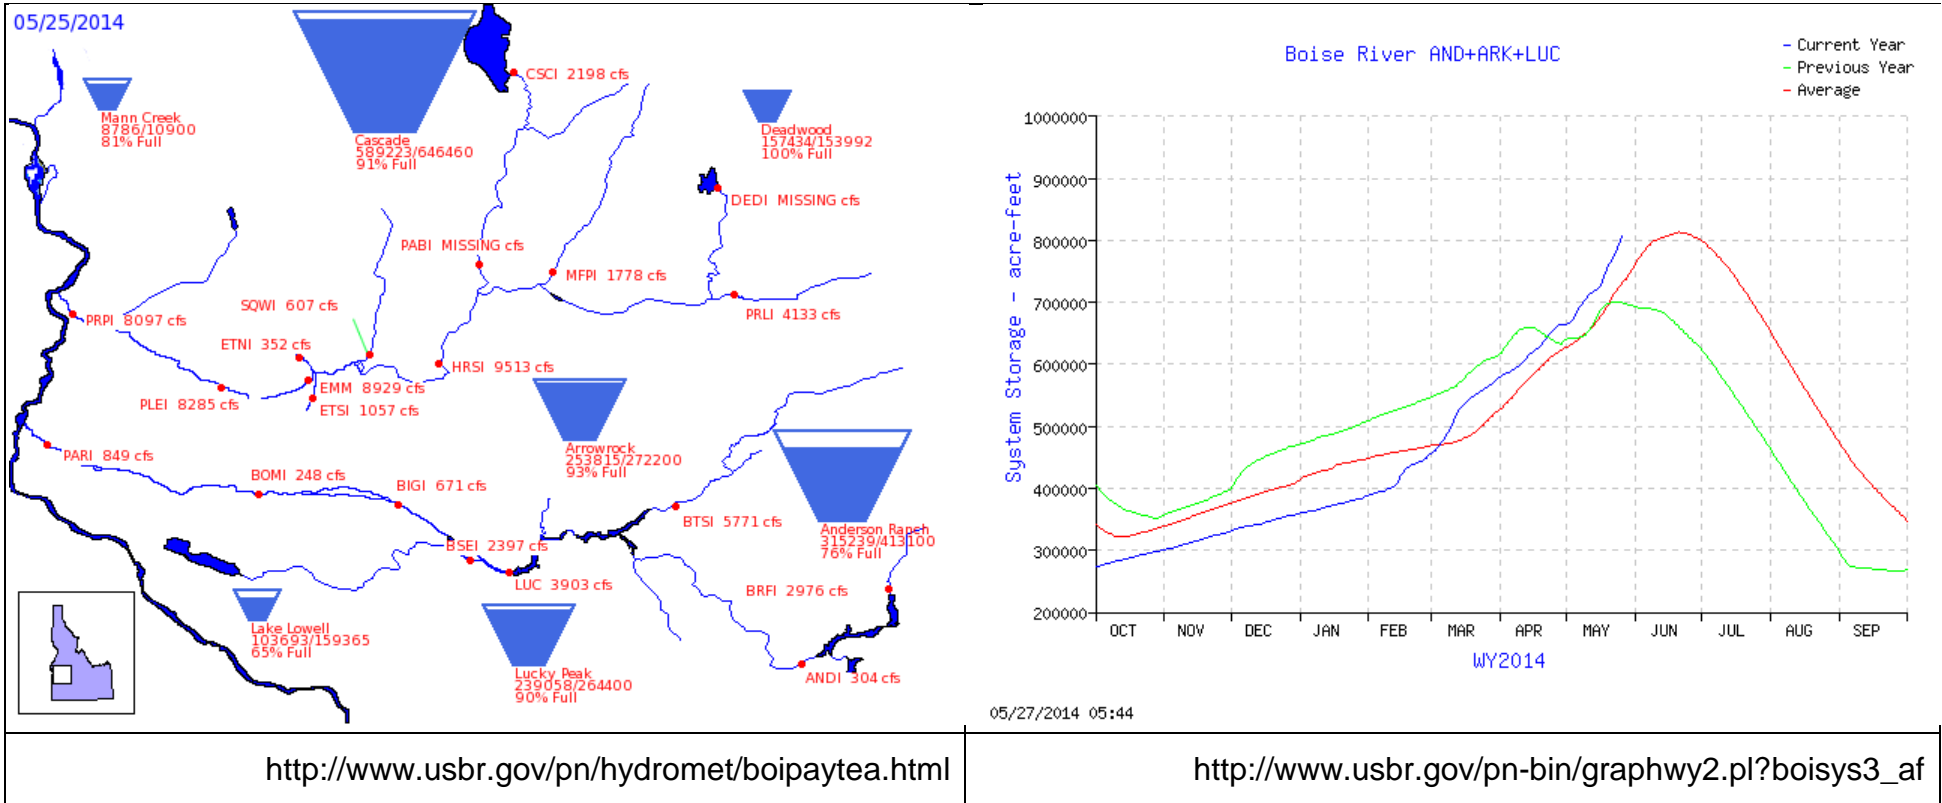 05/25/2014
Mann Creek
8786/10900
81% Full
Cascade
589223/646460
91% Full
CSCI 2198 cfs
Deadwood
157434/153992
100% Full
DEDI MISSING cfs
PABI MISSING cfs
MFPI 1778 cfs
PRLI 4133 cfs
SQWI 607 cfs
PRPI 8097 cfs
ETNI 352 cfs
HRSI 9513 cfs
EMM 8929 cfs
PLEI 8285 cfs
ETSI 1057 cfs
Arrowrock
253815/272200
93% Full
PARI 849 cfs
BOMI 248 cfs
BIGI 671 cfs
BTSI 5771 cfs
Anderson Ranch
315239/413100
76% Full
BSEI 2397 cfs
LUC 3903 cfs
BRFI 2976 cfs
Lake Lowell
103693/159365
65% Full
Lucky Peak
239058/264400
90% Full
ANDI 304 cfs
http://www.usbr.gov/pn/hydromet/boipaytea.html
Boise River AND+ARK+LUC
Current Year
Previous Year
Average
System Storage - acre-feet
1000000
900000
800000
700000
600000
500000
400000
300000
200000
OCT NOV DEC JAN FEB MAR APR MAY JUN JUL AUG SEP
WY2014
05/27/2014 05:44
http://www.usbr.gov/pn-bin/graphwy2.pl?boisys3_af